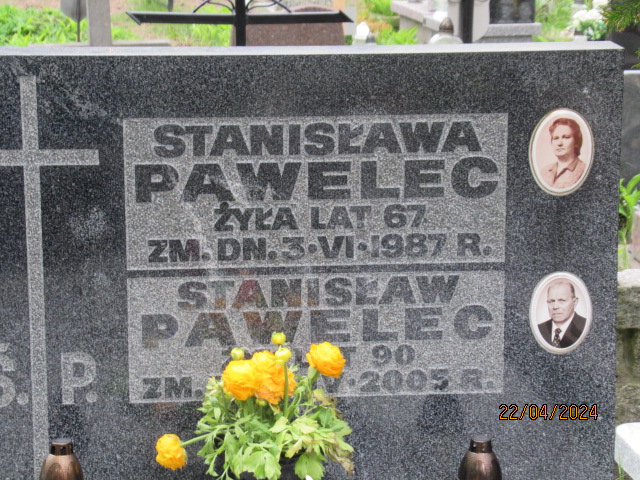 STANISŁAWA
PAWELEC
ŻYŁA LAT 67
ZM. DN. 3·VI·1987 R.
STANISŁAW
PAWELEC
90
ZM. 2005 R.
Ś. P.
22/04/2024